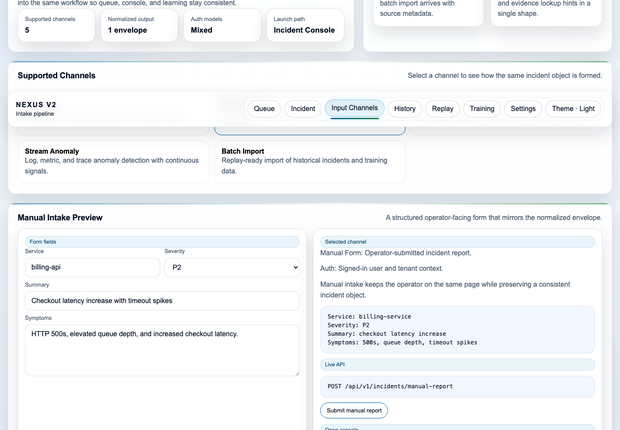 into the same workflow so queue, console, and learning stay consistent.
Supported channels
5
Normalized output
1 envelope
Auth models
Mixed
Launch path
Incident Console
batch import arrives with
source metadata.
and evidence lookup hints in a
single shape.
Supported Channels
Select a channel to see how the same incident object is formed.
NEXUS V2
Intake pipeline
Queue
Incident
Input Channels
History
Replay
Training
Settings
Theme · Light
Stream Anomaly
Log, metric, and trace anomaly detection with continuous
signals.
Batch Import
Replay-ready import of historical incidents and training
data.
Manual Intake Preview
A structured operator-facing form that mirrors the normalized envelope.
Form fields
Service
Severity
billing-api
P2
Summary
Checkout latency increase with timeout spikes
Symptoms
HTTP 500s, elevated queue depth, and increased checkout latency.
Selected channel
Manual Form: Operator-submitted incident report.
Auth: Signed-in user and tenant context.
Manual intake keeps the operator on the same page while preserving a consistent
incident object.
Service: billing-service
Severity: P2
Summary: checkout latency increase
Symptoms: 500s, queue depth, timeout spikes
Live API
POST /api/v1/incidents/manual-report
Submit manual report
Open console